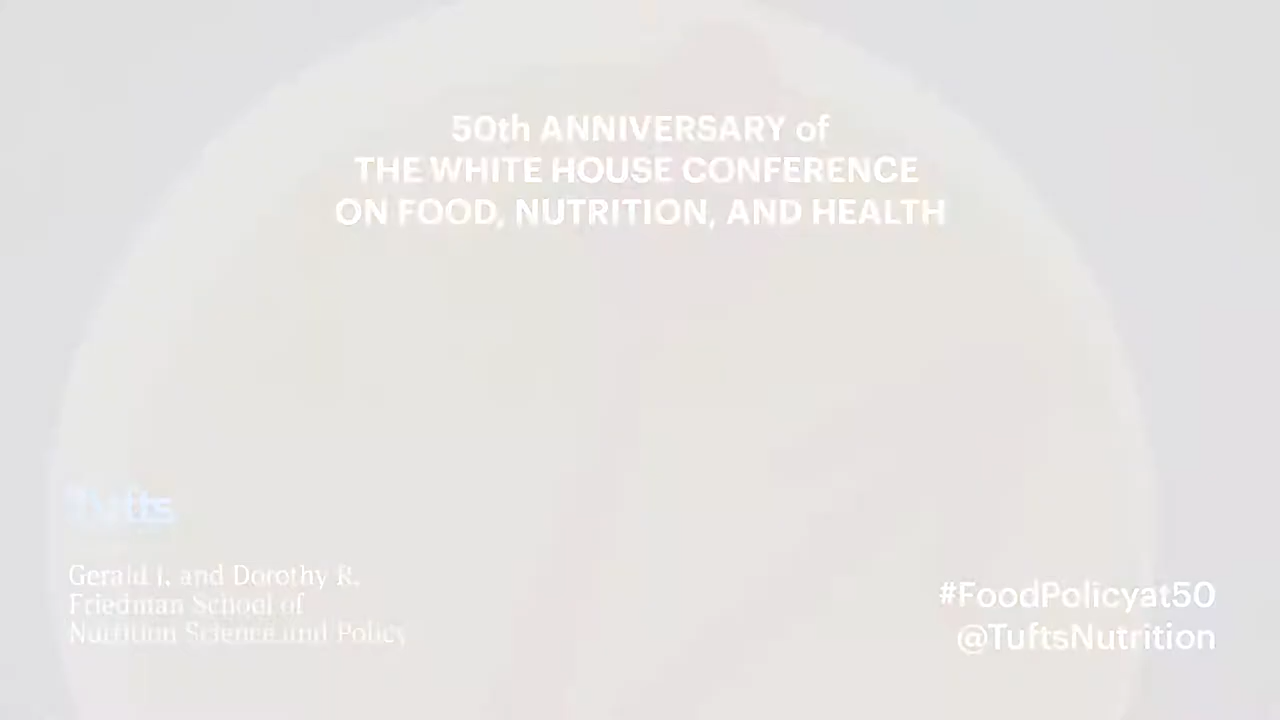 50th ANNIVERSARY of
THE WHITE HOUSE CONFERENCE
ON FOOD, NUTRITION, AND HEALTH
Tufts
Gerald J. and Dorothy R.
Friedman School of
Nutrition Science and Policy
#FoodPolicyat50
@TuftsNutrition